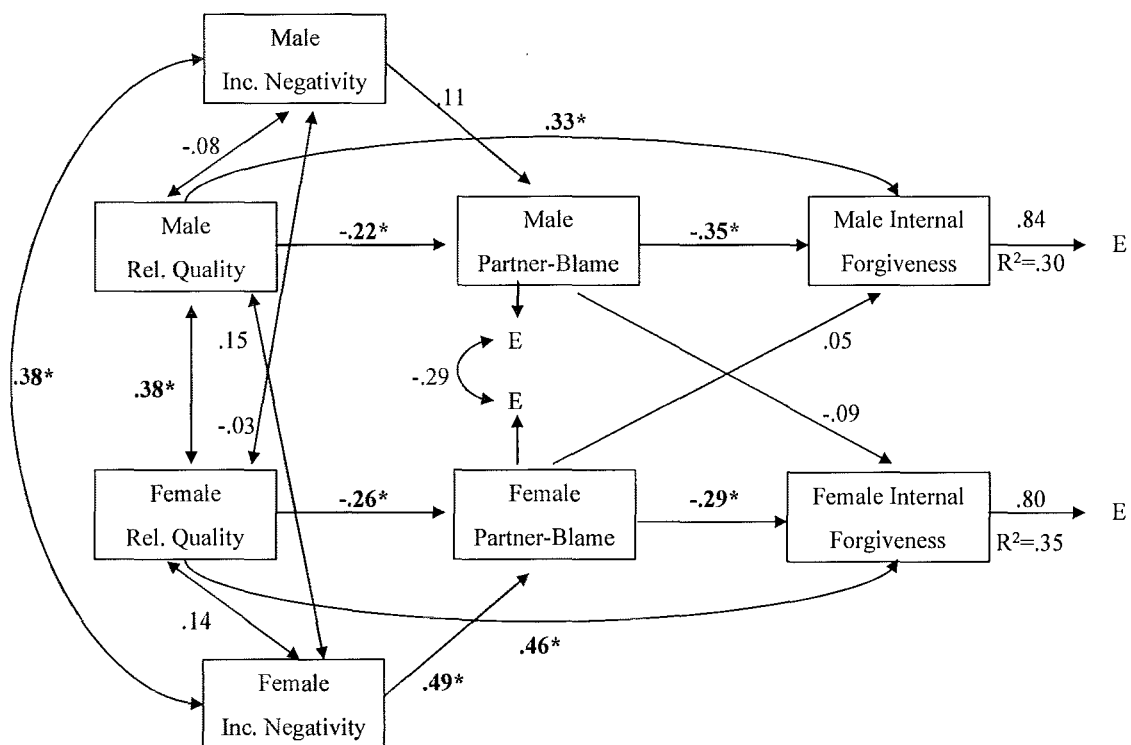 Male
Inc. Negativity
.11
.33*
-.08
Male
Rel. Quality
-.22*
Male
Partner-Blame
-.35*
Male Internal
Forgiveness
.84
R²=.30
E
E
.15
.05
-.29
.38*
.38*
E
-.03
-.09
Female
Rel. Quality
-.26*
Female
Partner-Blame
-.29*
Female Internal
Forgiveness
.80
R²=.35
E
.14
.46*
Female
Inc. Negativity
.49*